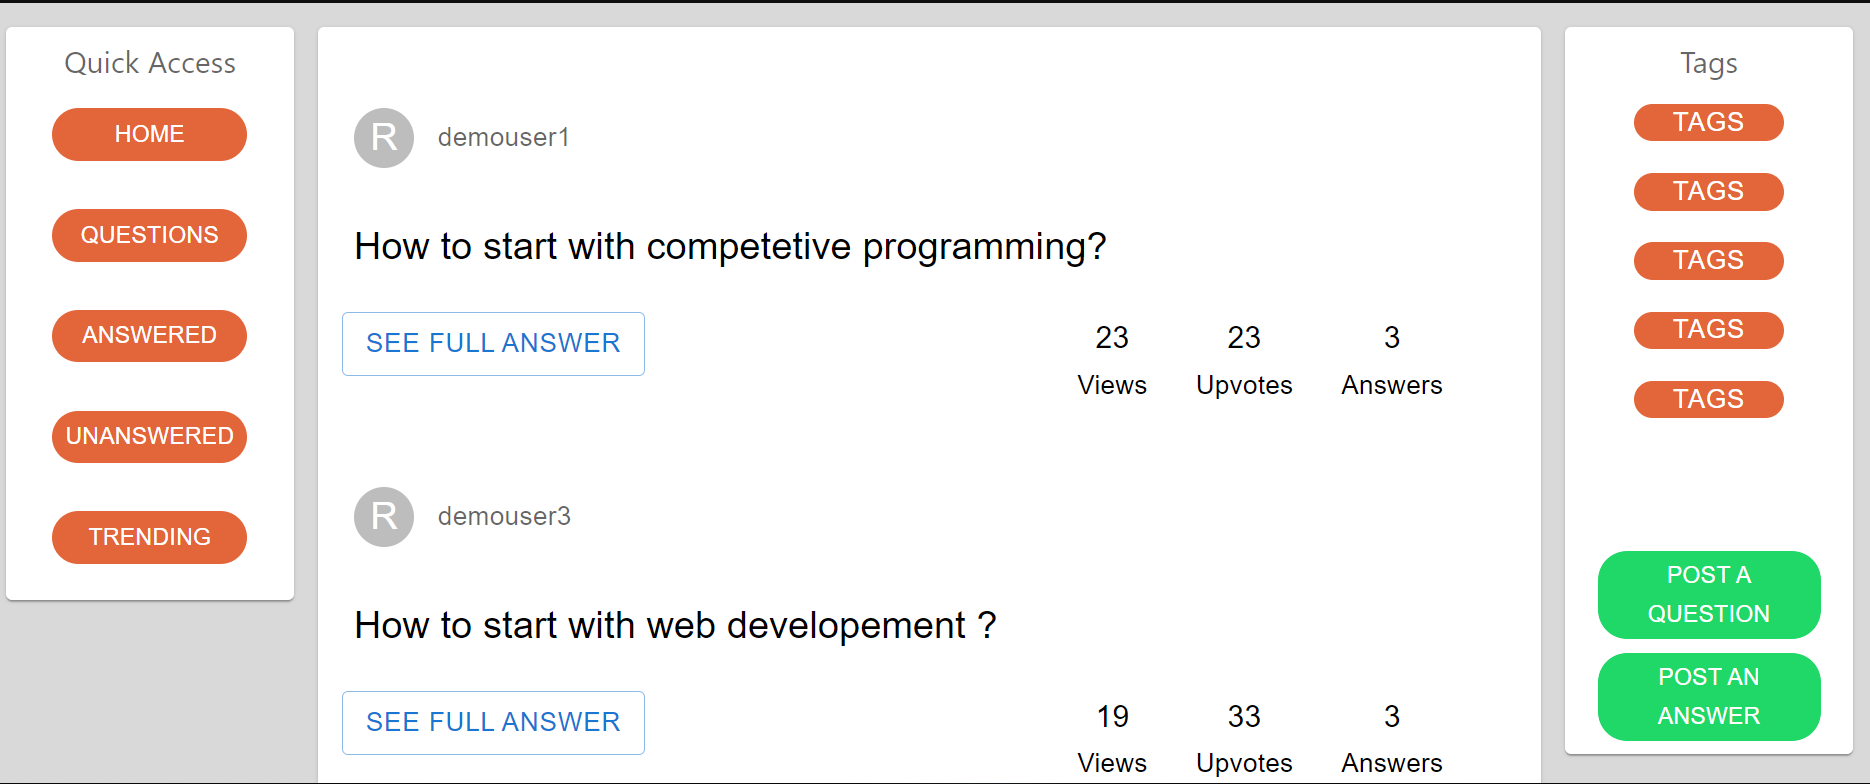 Quick Access
HOME
QUESTIONS
ANSWERED
UNANSWERED
TRENDING
R
demouser1
How to start with competetive programming?
SEE FULL ANSWER
23 23 3
Views Upvotes Answers
R
demouser3
How to start with web developement ?
SEE FULL ANSWER
19 33 3
Views Upvotes Answers
Tags
TAGS
TAGS
TAGS
TAGS
TAGS
POST A
QUESTION
POST AN
ANSWER